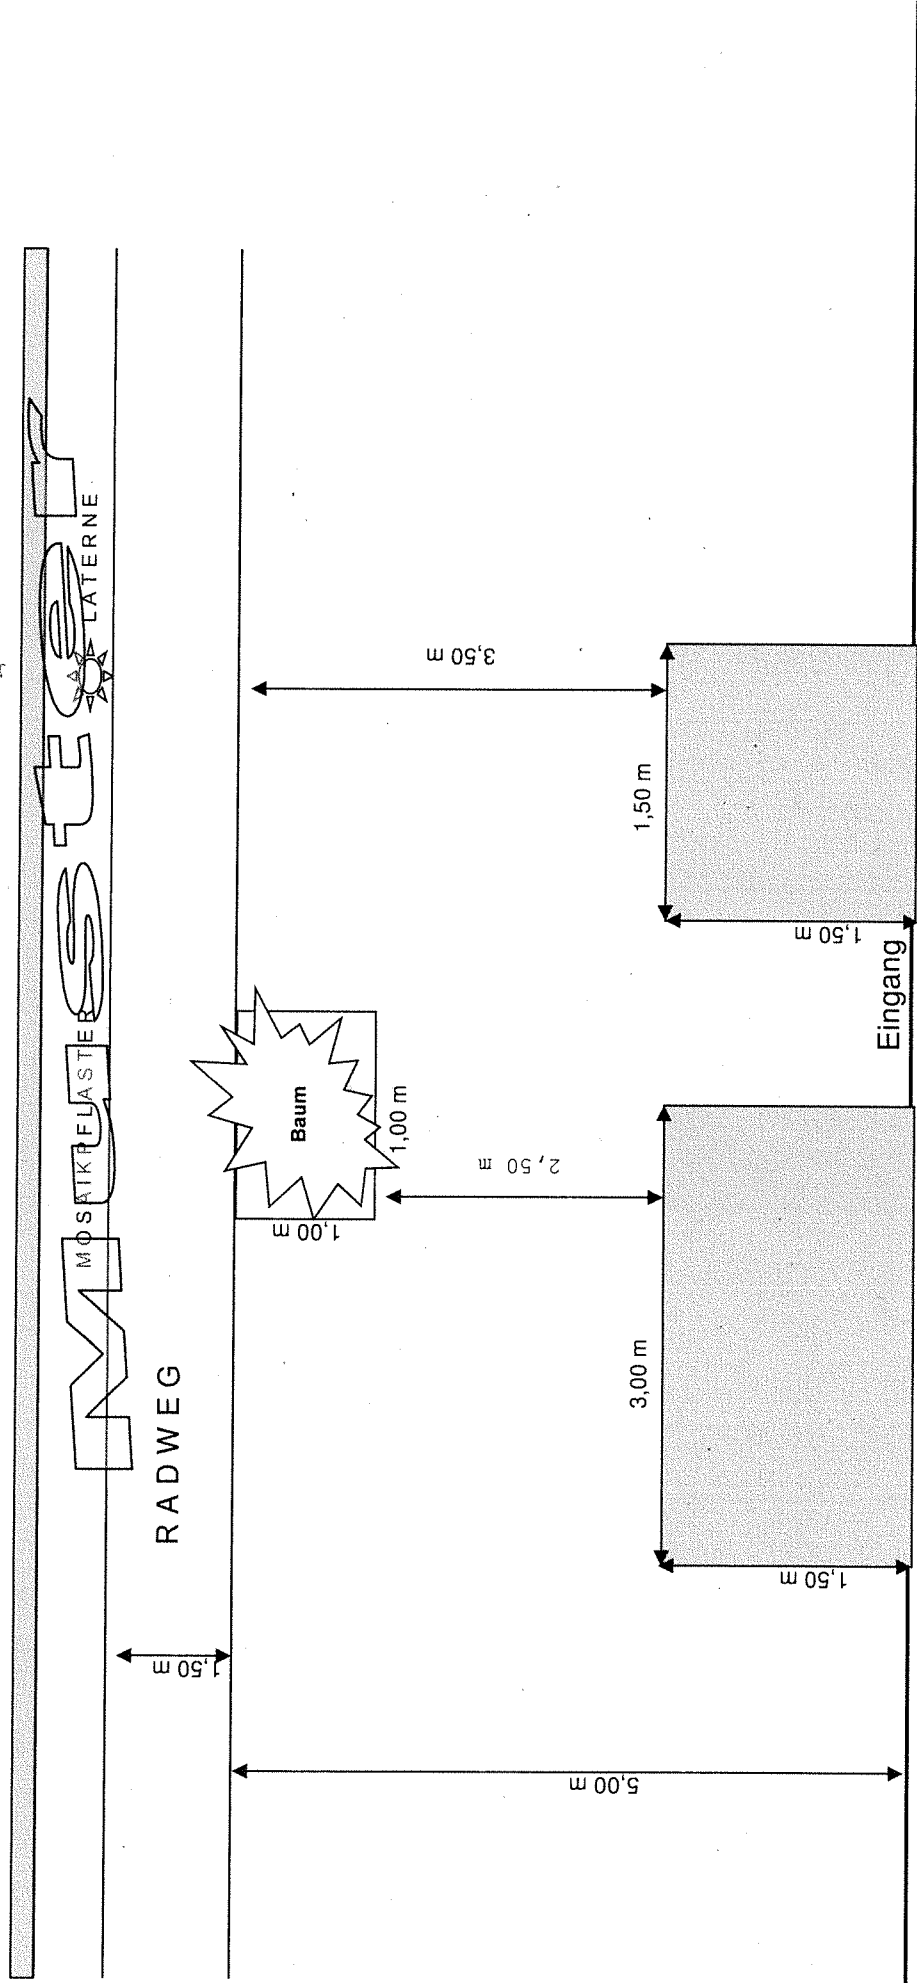 Muster
MOSAIKPFLASTER
LATERNE
RADWEG
1,50 m
Baum
1,00 m
1,00 m
3,50 m
2,50 m
5,00 m
3,00 m
1,50 m
1,50 m
1,50 m
Eingang